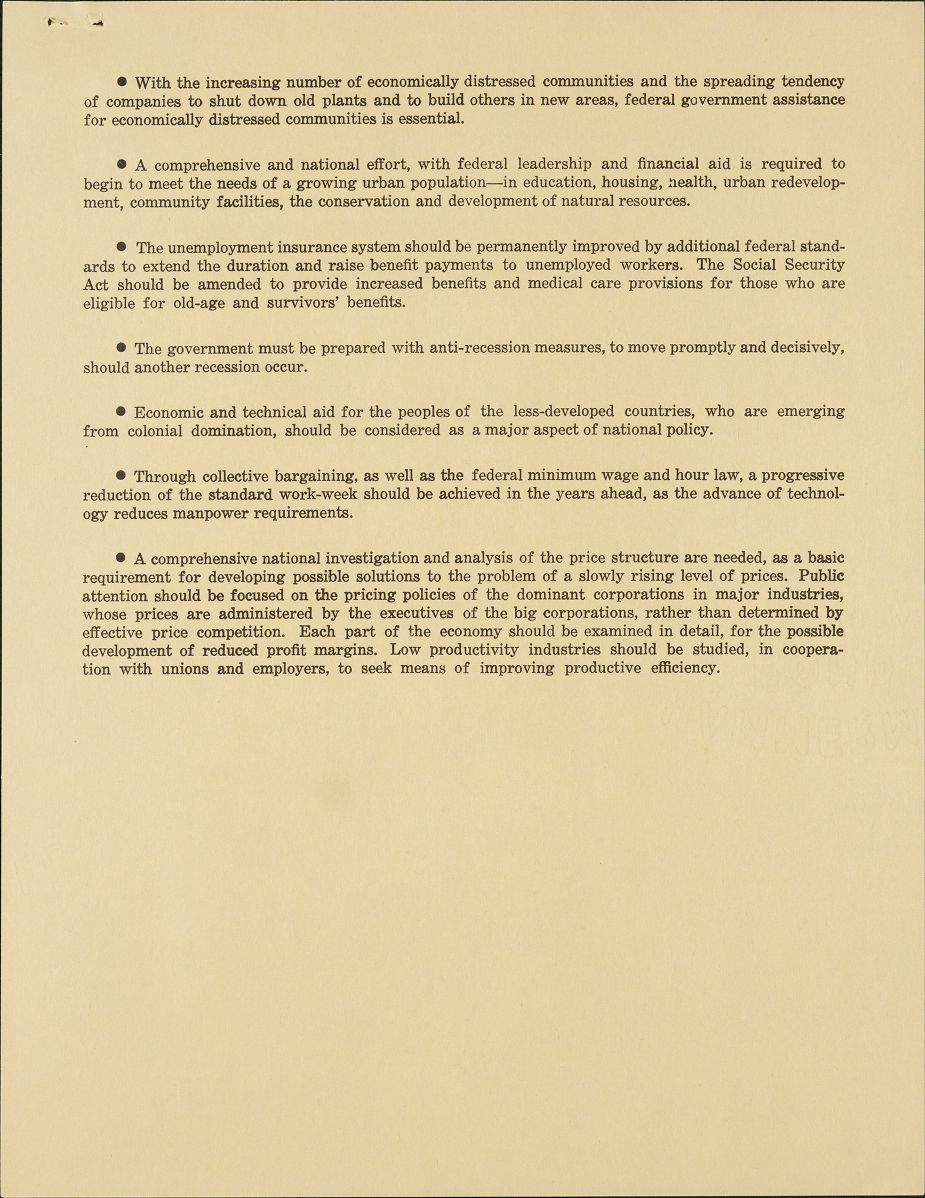 ● With the increasing number of economically distressed communities and the spreading tendency
of companies to shut down old plants and to build others in new areas, federal government assistance
for economically distressed communities is essential.
● A comprehensive and national effort, with federal leadership and financial aid is required to
begin to meet the needs of a growing urban population—in education, housing, health, urban redevelop-
ment, community facilities, the conservation and development of natural resources.
● The unemployment insurance system should be permanently improved by additional federal stand-
ards to extend the duration and raise benefit payments to unemployed workers. The Social Security
Act should be amended to provide increased benefits and medical care provisions for those who are
eligible for old-age and survivors' benefits.
● The government must be prepared with anti-recession measures, to move promptly and decisively,
should another recession occur.
● Economic and technical aid for the peoples of the less-developed countries, who are emerging
from colonial domination, should be considered as a major aspect of national policy.
● Through collective bargaining, as well as the federal minimum wage and hour law, a progressive
reduction of the standard work-week should be achieved in the years ahead, as the advance of technol-
ogy reduces manpower requirements.
● A comprehensive national investigation and analysis of the price structure are needed, as a basic
requirement for developing possible solutions to the problem of a slowly rising level of prices. Public
attention should be focused on the pricing policies of the dominant corporations in major industries,
whose prices are administered by the executives of the big corporations, rather than determined by
effective price competition. Each part of the economy should be examined in detail, for the possible
development of reduced profit margins. Low productivity industries should be studied, in coopera-
tion with unions and employers, to seek means of improving productive efficiency.